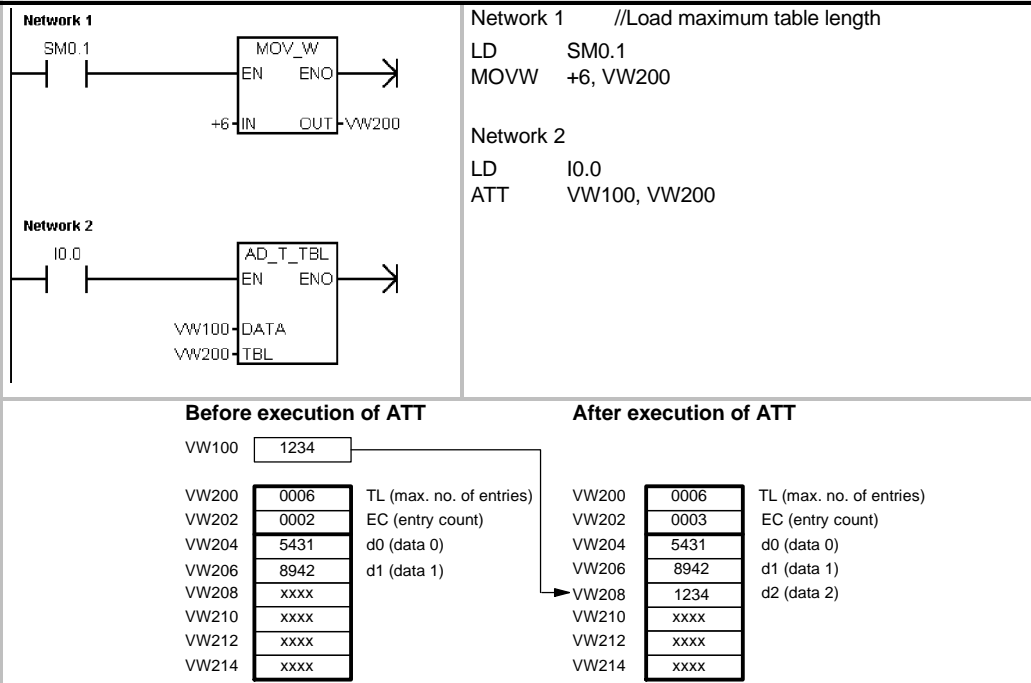 Network 1
SM0.1
MOV_W
EN ENO
+6 IN OUT VW200
Network 2
I0.0
AD_T_TBL
EN ENO
VW100 DATA
VW200 TBL
Network 1 //Load maximum table length
LD SM0.1
MOVW +6, VW200
Network 2
LD I0.0
ATT VW100, VW200
Before execution of ATT
VW100 1234
VW200 0006 TL (max. no. of entries)
VW202 0002 EC (entry count)
VW204 5431 d0 (data 0)
VW206 8942 d1 (data 1)
VW208 xxxx
VW210 xxxx
VW212 xxxx
VW214 xxxx
After execution of ATT
VW200 0006 TL (max. no. of entries)
VW202 0003 EC (entry count)
VW204 5431 d0 (data 0)
VW206 8942 d1 (data 1)
VW208 1234 d2 (data 2)
VW210 xxxx
VW212 xxxx
VW214 xxxx